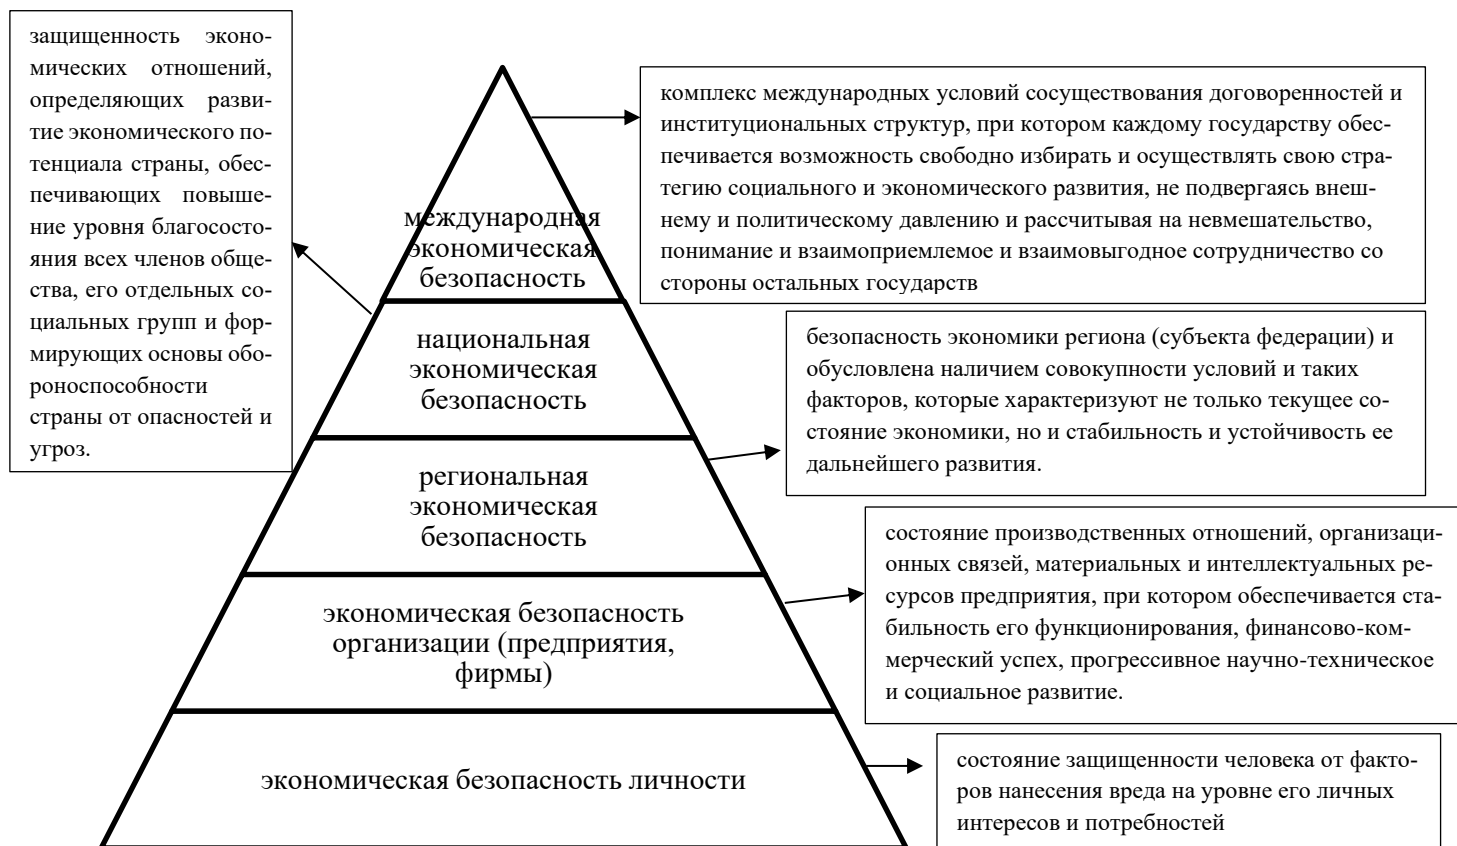 защищенность эконо-
мических отношений,
определяющих разви-
тие экономического по-
тенциала страны, обес-
печивающих повыше-
ние уровня благососто-
яния всех членов обще-
ства, его отдельных со-
циальных групп и фор-
мирующих основы обо-
роноспособности
страны от опасностей и
угроз.
международная
экономическая
безопасность
комплекс международных условий сосуществования договоренностей и
институциональных структур, при котором каждому государству обес-
печивается возможность свободно избирать и осуществлять свою стра-
тегию социального и экономического развития, не подвергаясь внеш-
нему и политическому давлению и рассчитывая на невмешательство,
понимание и взаимоприемлемое и взаимовыгодное сотрудничество со
стороны остальных государств
национальная
экономическая
безопасность
безопасность экономики региона (субъекта федерации) и
обусловлена наличием совокупности условий и таких
факторов, которые характеризуют не только текущее со-
стояние экономики, но и стабильность и устойчивость ее
дальнейшего развития.
региональная
экономическая
безопасность
состояние производственных отношений, организаци-
онных связей, материальных и интеллектуальных ре-
сурсов предприятия, при котором обеспечивается ста-
бильность его функционирования, финансово-ком-
мерческий успех, прогрессивное научно-техническое
и социальное развитие.
экономическая безопасность
организации (предприятия,
фирмы)
экономическая безопасность личности
состояние защищенности человека от факто-
ров нанесения вреда на уровне его личных
интересов и потребностей